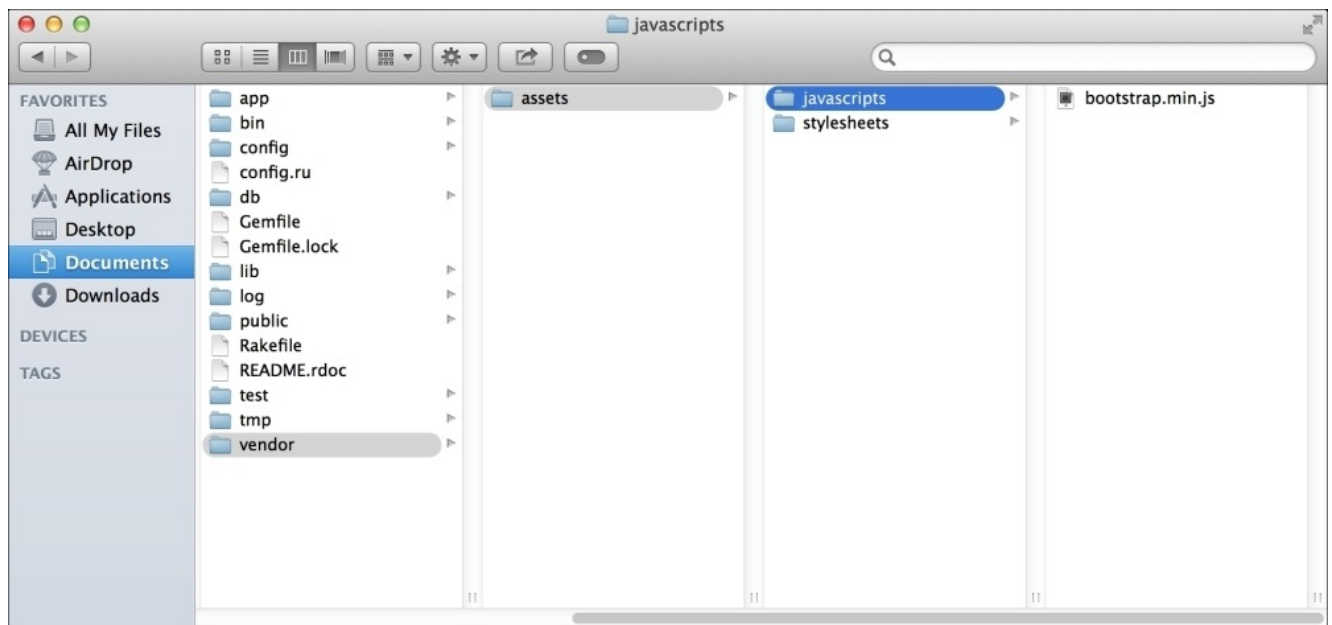 javascripts
FAVORITES
All My Files
AirDrop
Applications
Desktop
Documents
Downloads
DEVICES
TAGS
app
bin
config
config.ru
db
Gemfile
Gemfile.lock
lib
log
public
Rakefile
README.rdoc
test
tmp
vendor
assets
javascripts
stylesheets
bootstrap.min.js